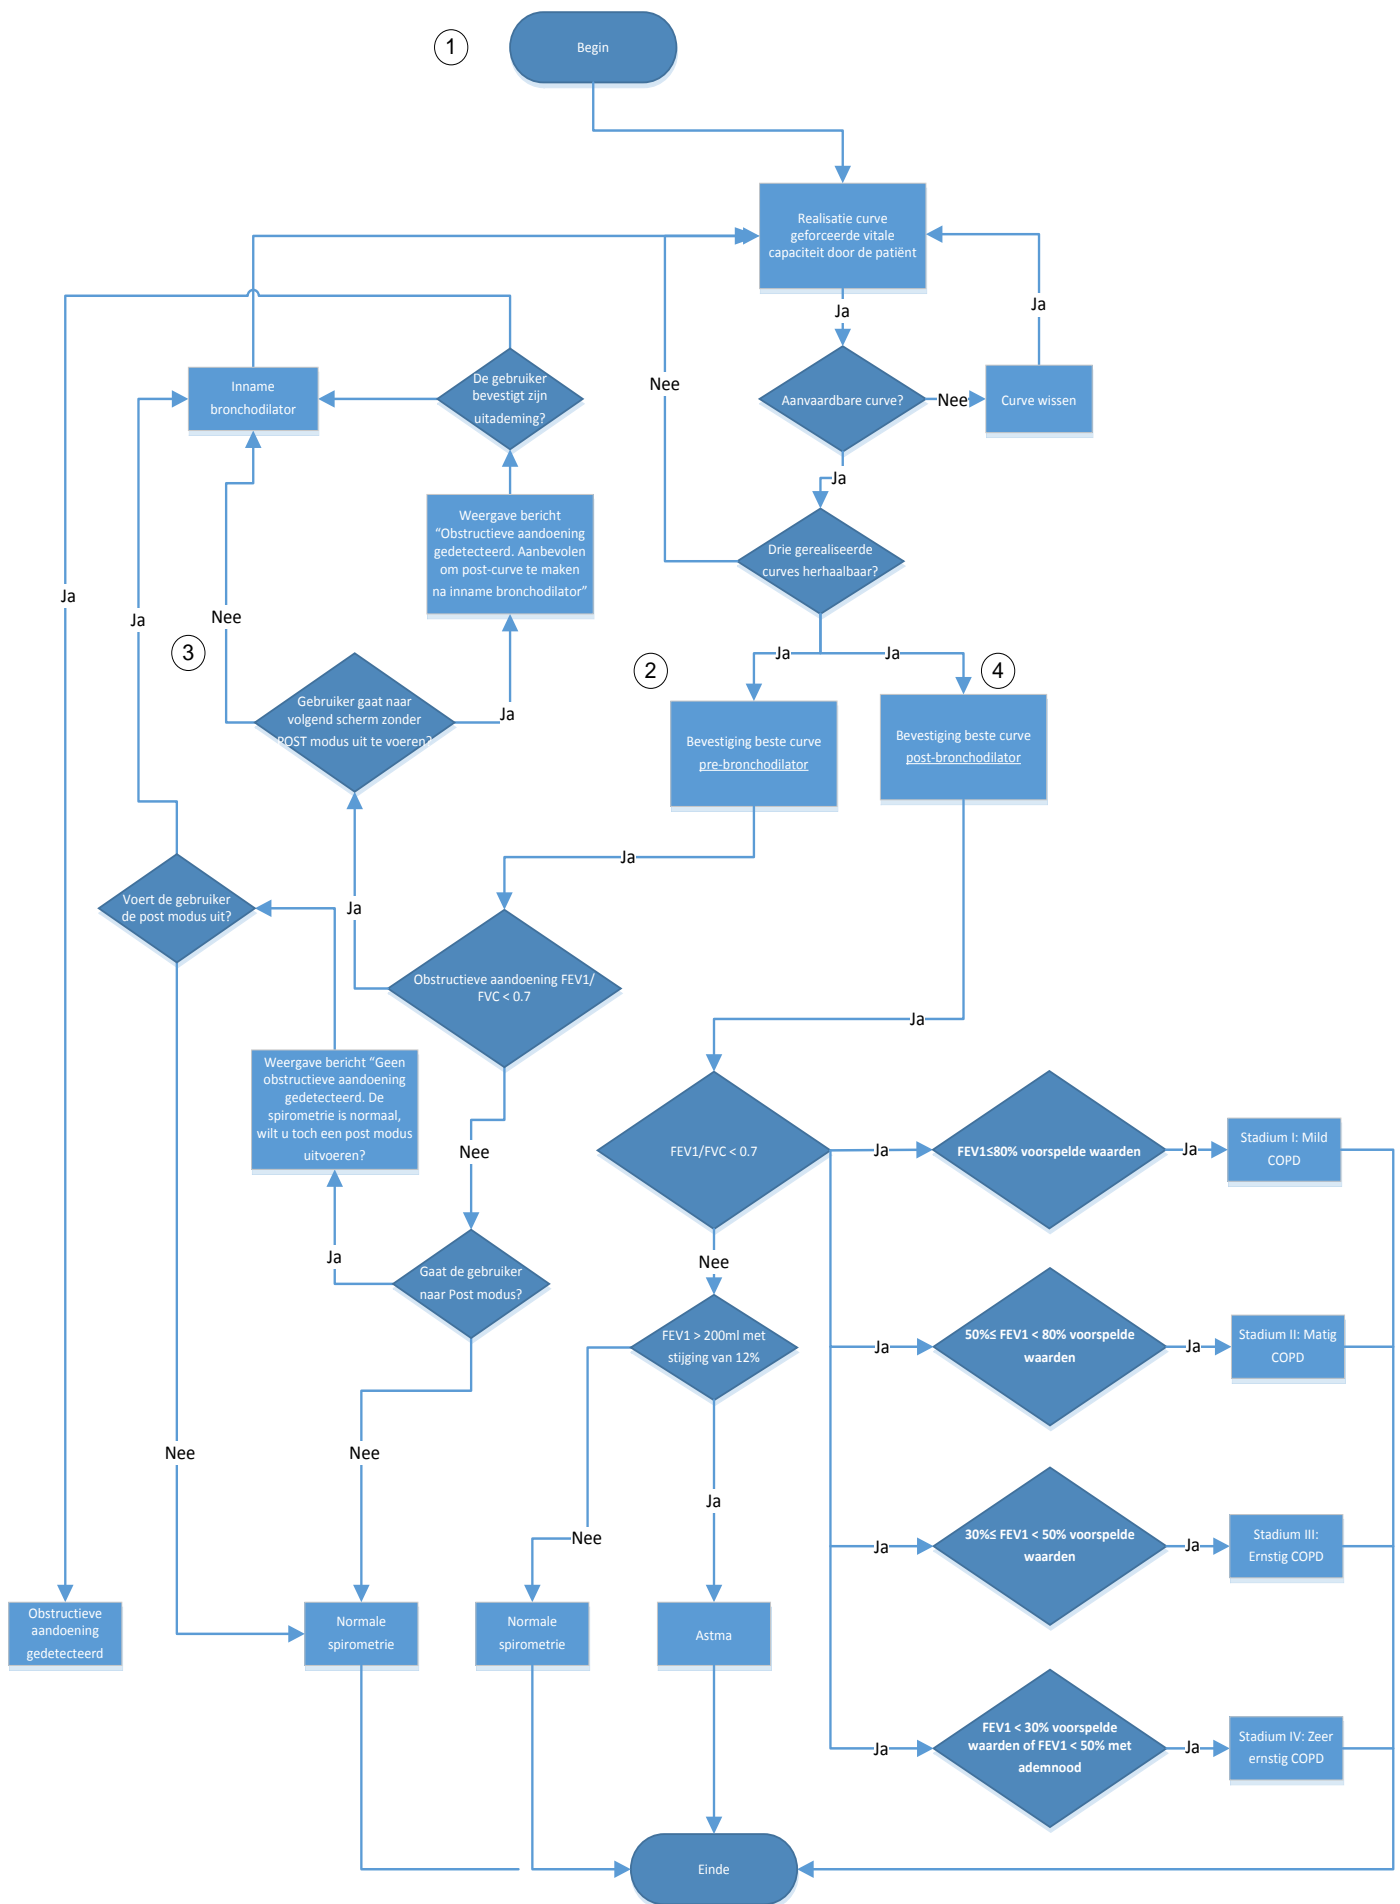 1
Begin
Realisatie curve
geforceerde vitale
capaciteit door de patiënt
Ja
Ja
Nee
De gebruiker
bevestigt zijn
uitademing?
Inname
bronchodilator
Aanvaardbare curve?
Nee
Curve wissen
Ja
Weergave bericht
“Obstructieve aandoening
gedetecteerd. Aanbevolen
om post-curve te maken
na inname bronchodilator”
Drie gerealiseerde
curves herhaalbaar?
Ja
Ja
Nee
3
Ja
Ja
2
4
Gebruiker gaat naar
volgend scherm zonder
POST modus uit te voeren?
Ja
Bevestiging beste curve
pre-bronchodilator
Bevestiging beste curve
post-bronchodilator
Ja
Voert de gebruiker
de post modus uit?
Ja
Obstructieve aandoening FEV1/
FVC < 0.7
Ja
Weergave bericht “Geen
obstructieve aandoening
gedetecteerd. De
spirometrie is normaal,
wilt u toch een post modus
uitvoeren?
Nee
FEV1/FVC < 0.7
Ja
FEV1≤80% voorspelde waarden
Ja
Stadium I: Mild
COPD
Ja
Nee
Gaat de gebruiker
naar Post modus?
FEV1 > 200ml met
stijging van 12%
Ja
50%≤ FEV1 < 80% voorspelde
waarden
Ja
Stadium II: Matig
COPD
Nee
Nee
Ja
Nee
Ja
30%≤ FEV1 < 50% voorspelde
waarden
Ja
Stadium III:
Ernstig COPD
Obstructieve
aandoening
gedetecteerd
Normale
spirometrie
Normale
spirometrie
Astma
Ja
FEV1 < 30% voorspelde
waarden of FEV1 < 50% met
ademnood
Ja
Stadium IV: Zeer
ernstig COPD
Einde